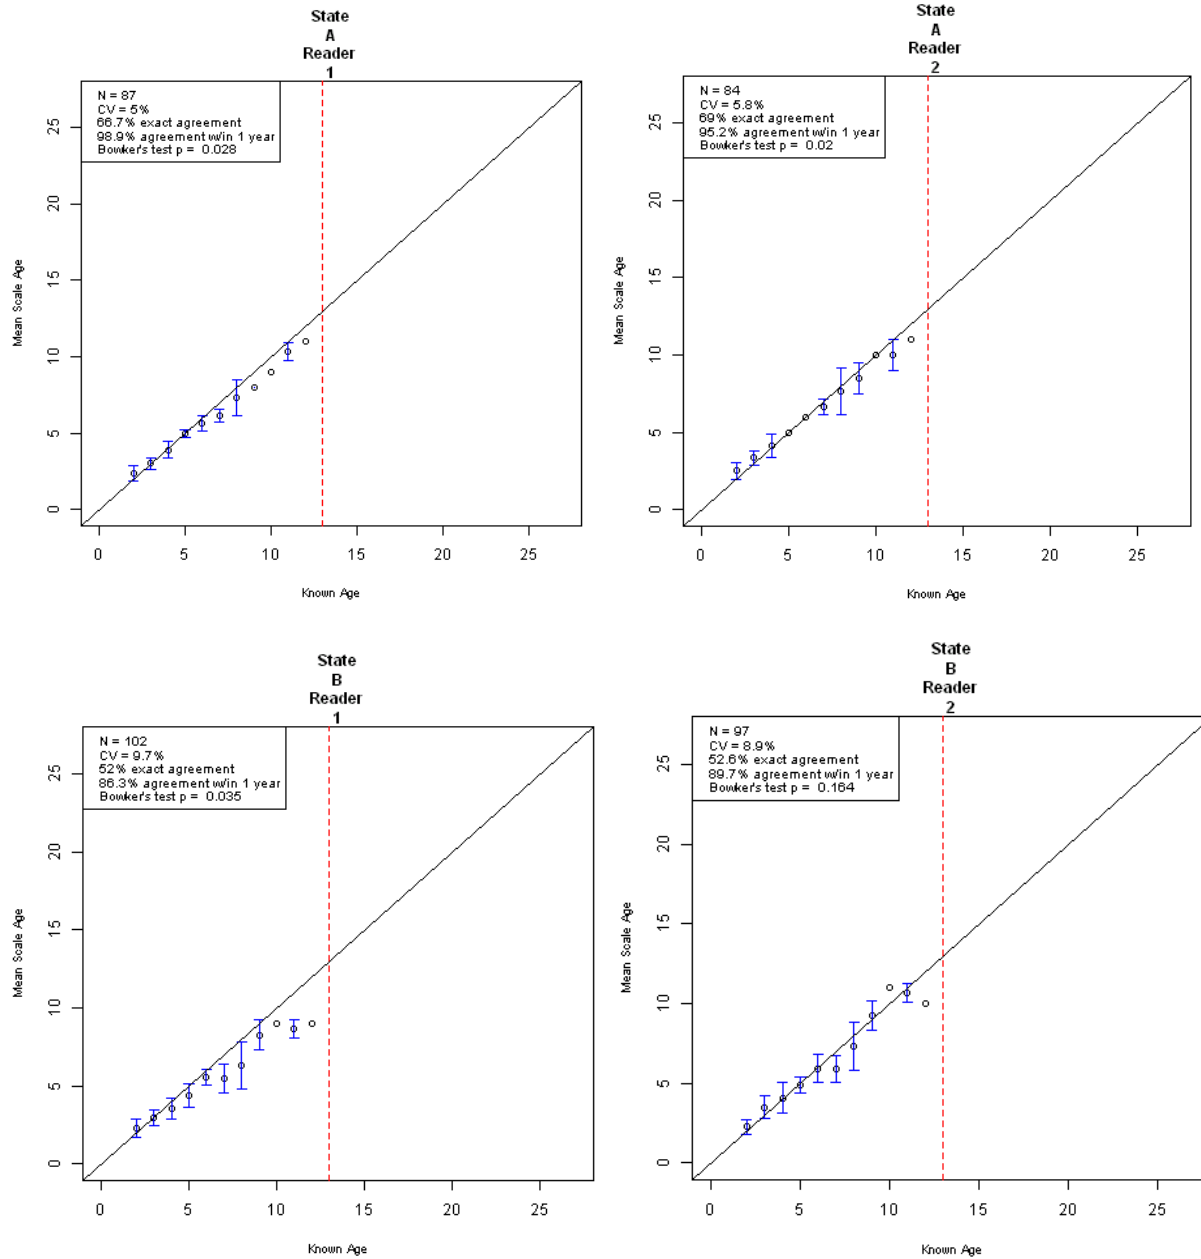 State
A
Reader
1
N = 87
CV = 5%
66.7% exact agreement
98.9% agreement w/in 1 year
Bowker's test p =  0.028
25
20
15
10
5
0
Mean Scale Age
0 5 10 15 20 25
Known Age
State
A
Reader
2
N = 84
CV = 5.8%
69% exact agreement
95.2% agreement w/in 1 year
Bowker's test p =  0.02
25
20
15
10
5
0
Mean Scale Age
0 5 10 15 20 25
Known Age
State
B
Reader
1
N = 102
CV = 9.7%
52% exact agreement
86.3% agreement w/in 1 year
Bowker's test p =  0.035
25
20
15
10
5
0
Mean Scale Age
0 5 10 15 20 25
Known Age
State
B
Reader
2
N = 97
CV = 8.9%
52.6% exact agreement
89.7% agreement w/in 1 year
Bowker's test p =  0.164
25
20
15
10
5
0
Mean Scale Age
0 5 10 15 20 25
Known Age